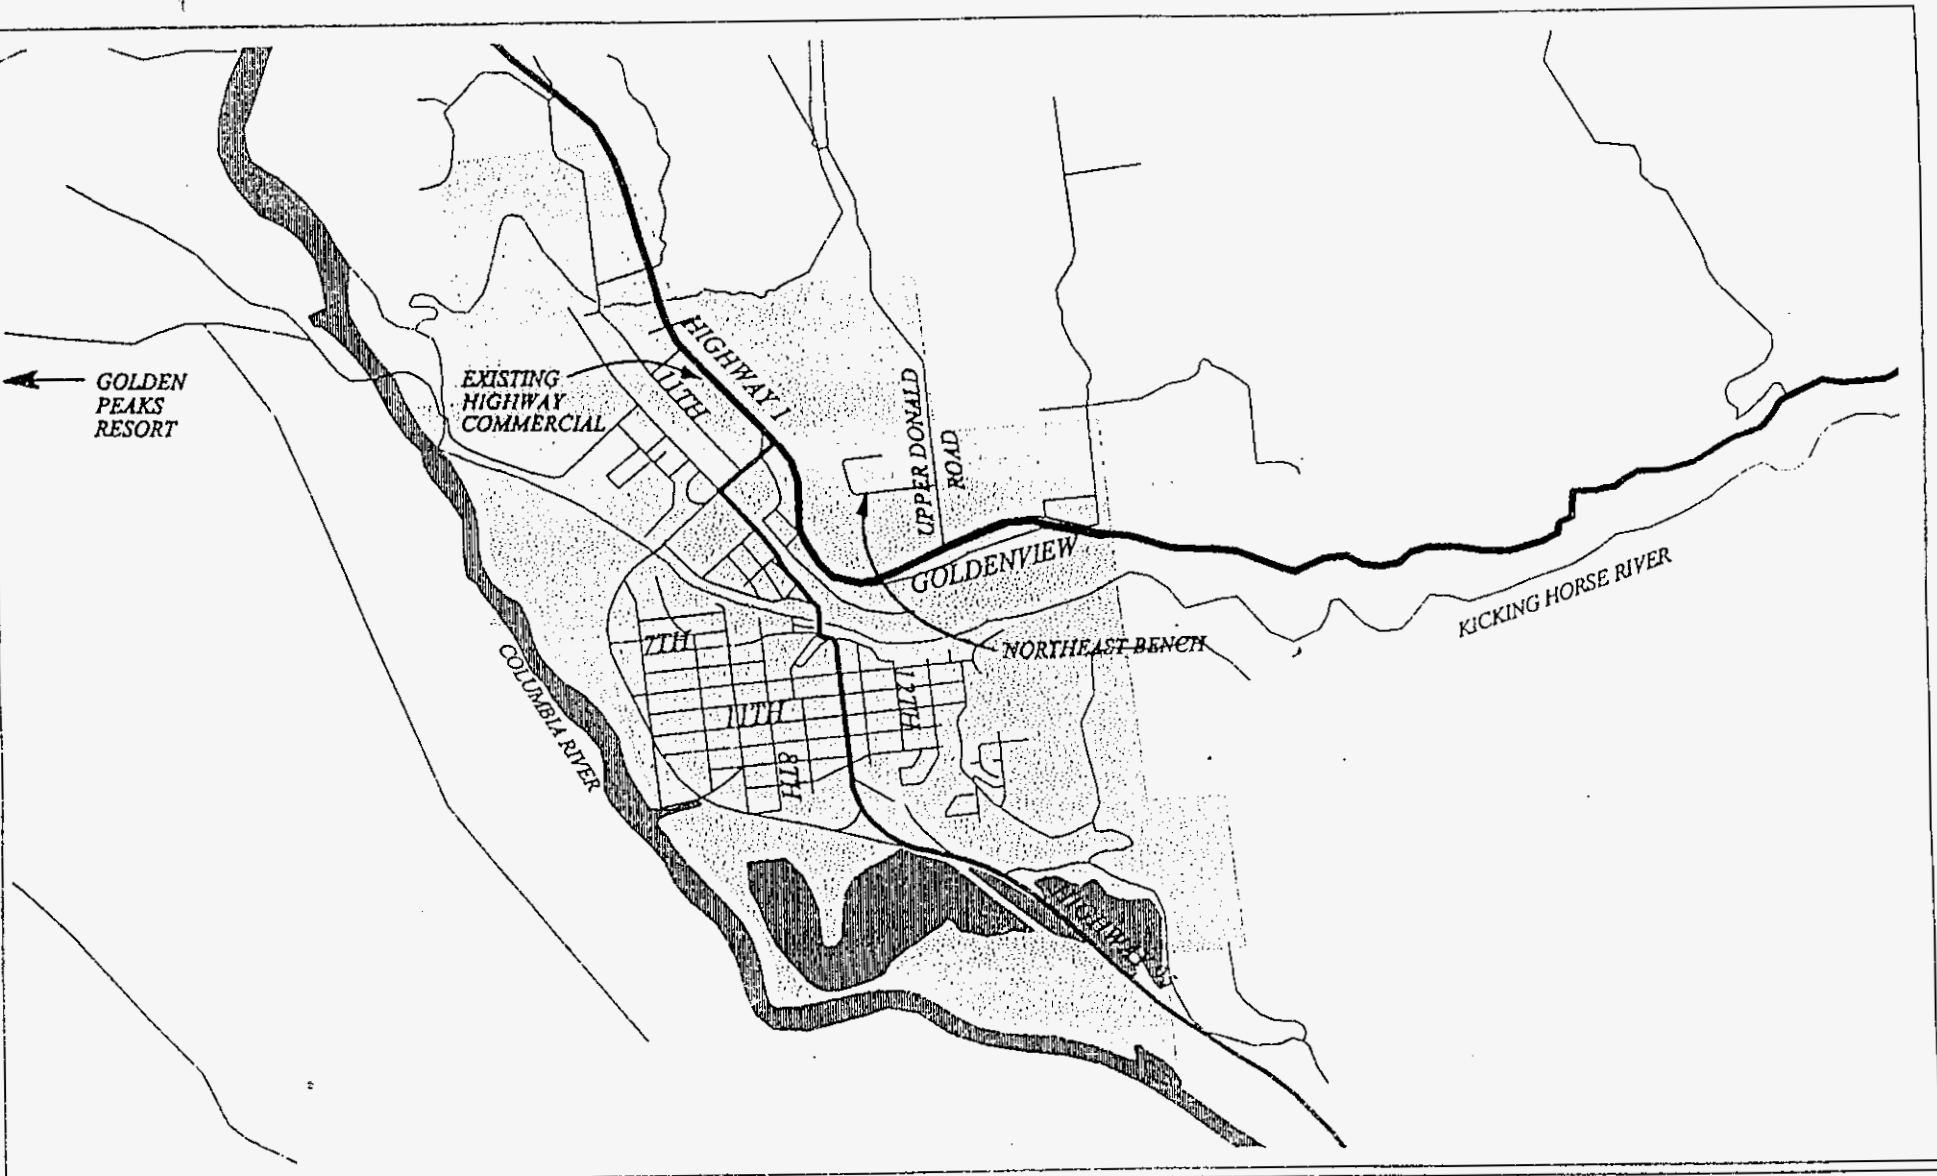 HIGHWAY 1
GOLDEN
PEAKS
RESORT
EXISTING
HIGHWAY
COMMERCIAL
11TH
UPPER DONALD
ROAD
GOLDENVIEW
KICKING HORSE RIVER
NORTHEAST BENCH
7TH
COLUMBIA RIVER
11TH
8TH
HIGHWAY